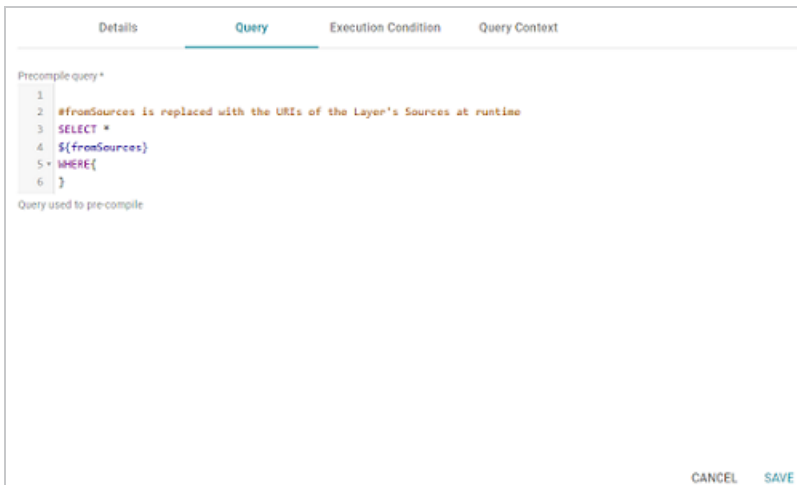 Details Query Execution Condition Query Context
Precompile query *
1
2 #fromSources is replaced with the URIs of the Layer's Sources at runtime
3 SELECT *
4 ${fromSources}
5 WHERE{
6 }
Query used to pre-compile
CANCEL SAVE